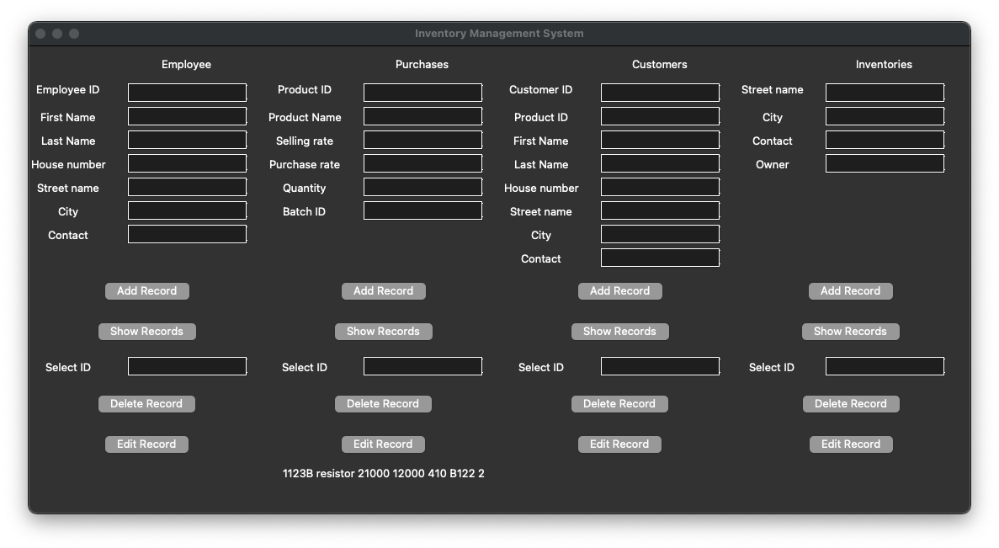 Inventory Management System
Employee Purchases Customers Inventories
Employee ID Product ID Customer ID Street name
First Name Product Name Product ID City
Last Name Selling rate First Name Contact
House number Purchase rate Last Name Owner
Street name Quantity House number
City Batch ID Street name
Contact City
Contact
Add Record Add Record Add Record Add Record
Show Records Show Records Show Records Show Records
Select ID Select ID Select ID Select ID
Delete Record Delete Record Delete Record Delete Record
Edit Record Edit Record Edit Record Edit Record
1123B resistor 21000 12000 410 B122 2